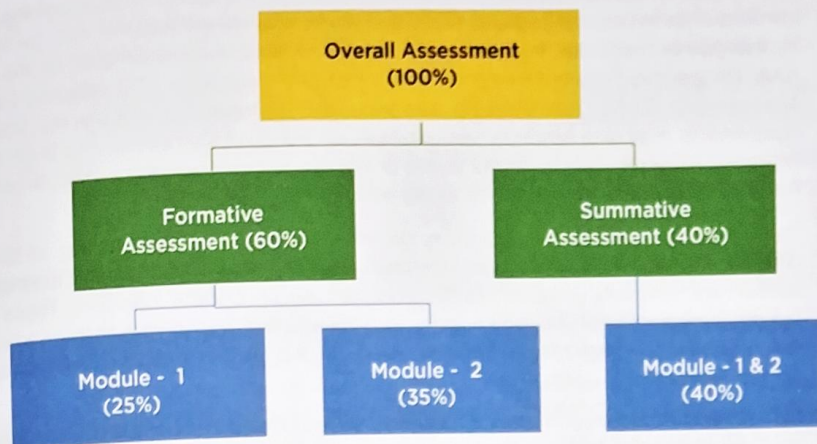 Overall Assessment
(100%)
Formative
Assessment (60%)
Summative
Assessment (40%)
Module - 1
(25%)
Module - 2
(35%)
Module - 1 & 2
(40%)